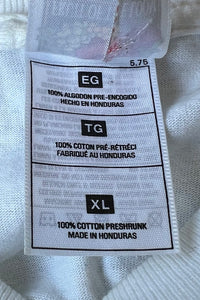 5.75
EG
100% ALGODON PRE-ENCOGIDO
HECHO EN HONDURAS
TG
100% COTON PRÉ-RÉTRÉCI
FABRIQUÉ AU HONDURAS
XL
100% COTTON PRESHRUNK
MADE IN HONDURAS